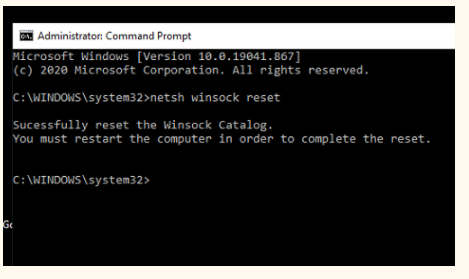 Administrator: Command Prompt
Microsoft Windows [Version 10.0.19041.867]
(c) 2020 Microsoft Corporation. All rights reserved.
C:\WINDOWS\system32>netsh winsock reset
Sucessfully reset the Winsock Catalog.
You must restart the computer in order to complete the reset.
C:\WINDOWS\system32>